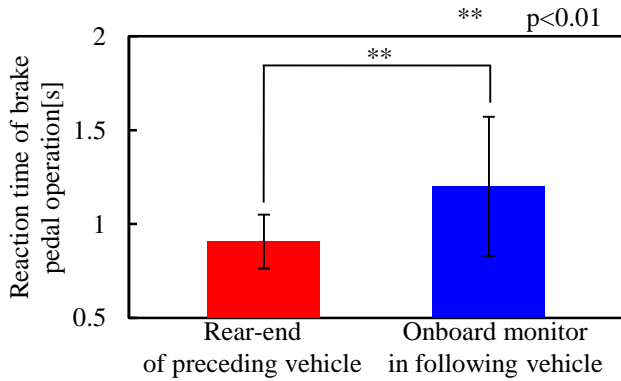 ** p<0.01
Reaction time of brake
pedal operation[s]
2
1.5
1
0.5
**
Rear-end
of preceding vehicle
Onboard monitor
in following vehicle